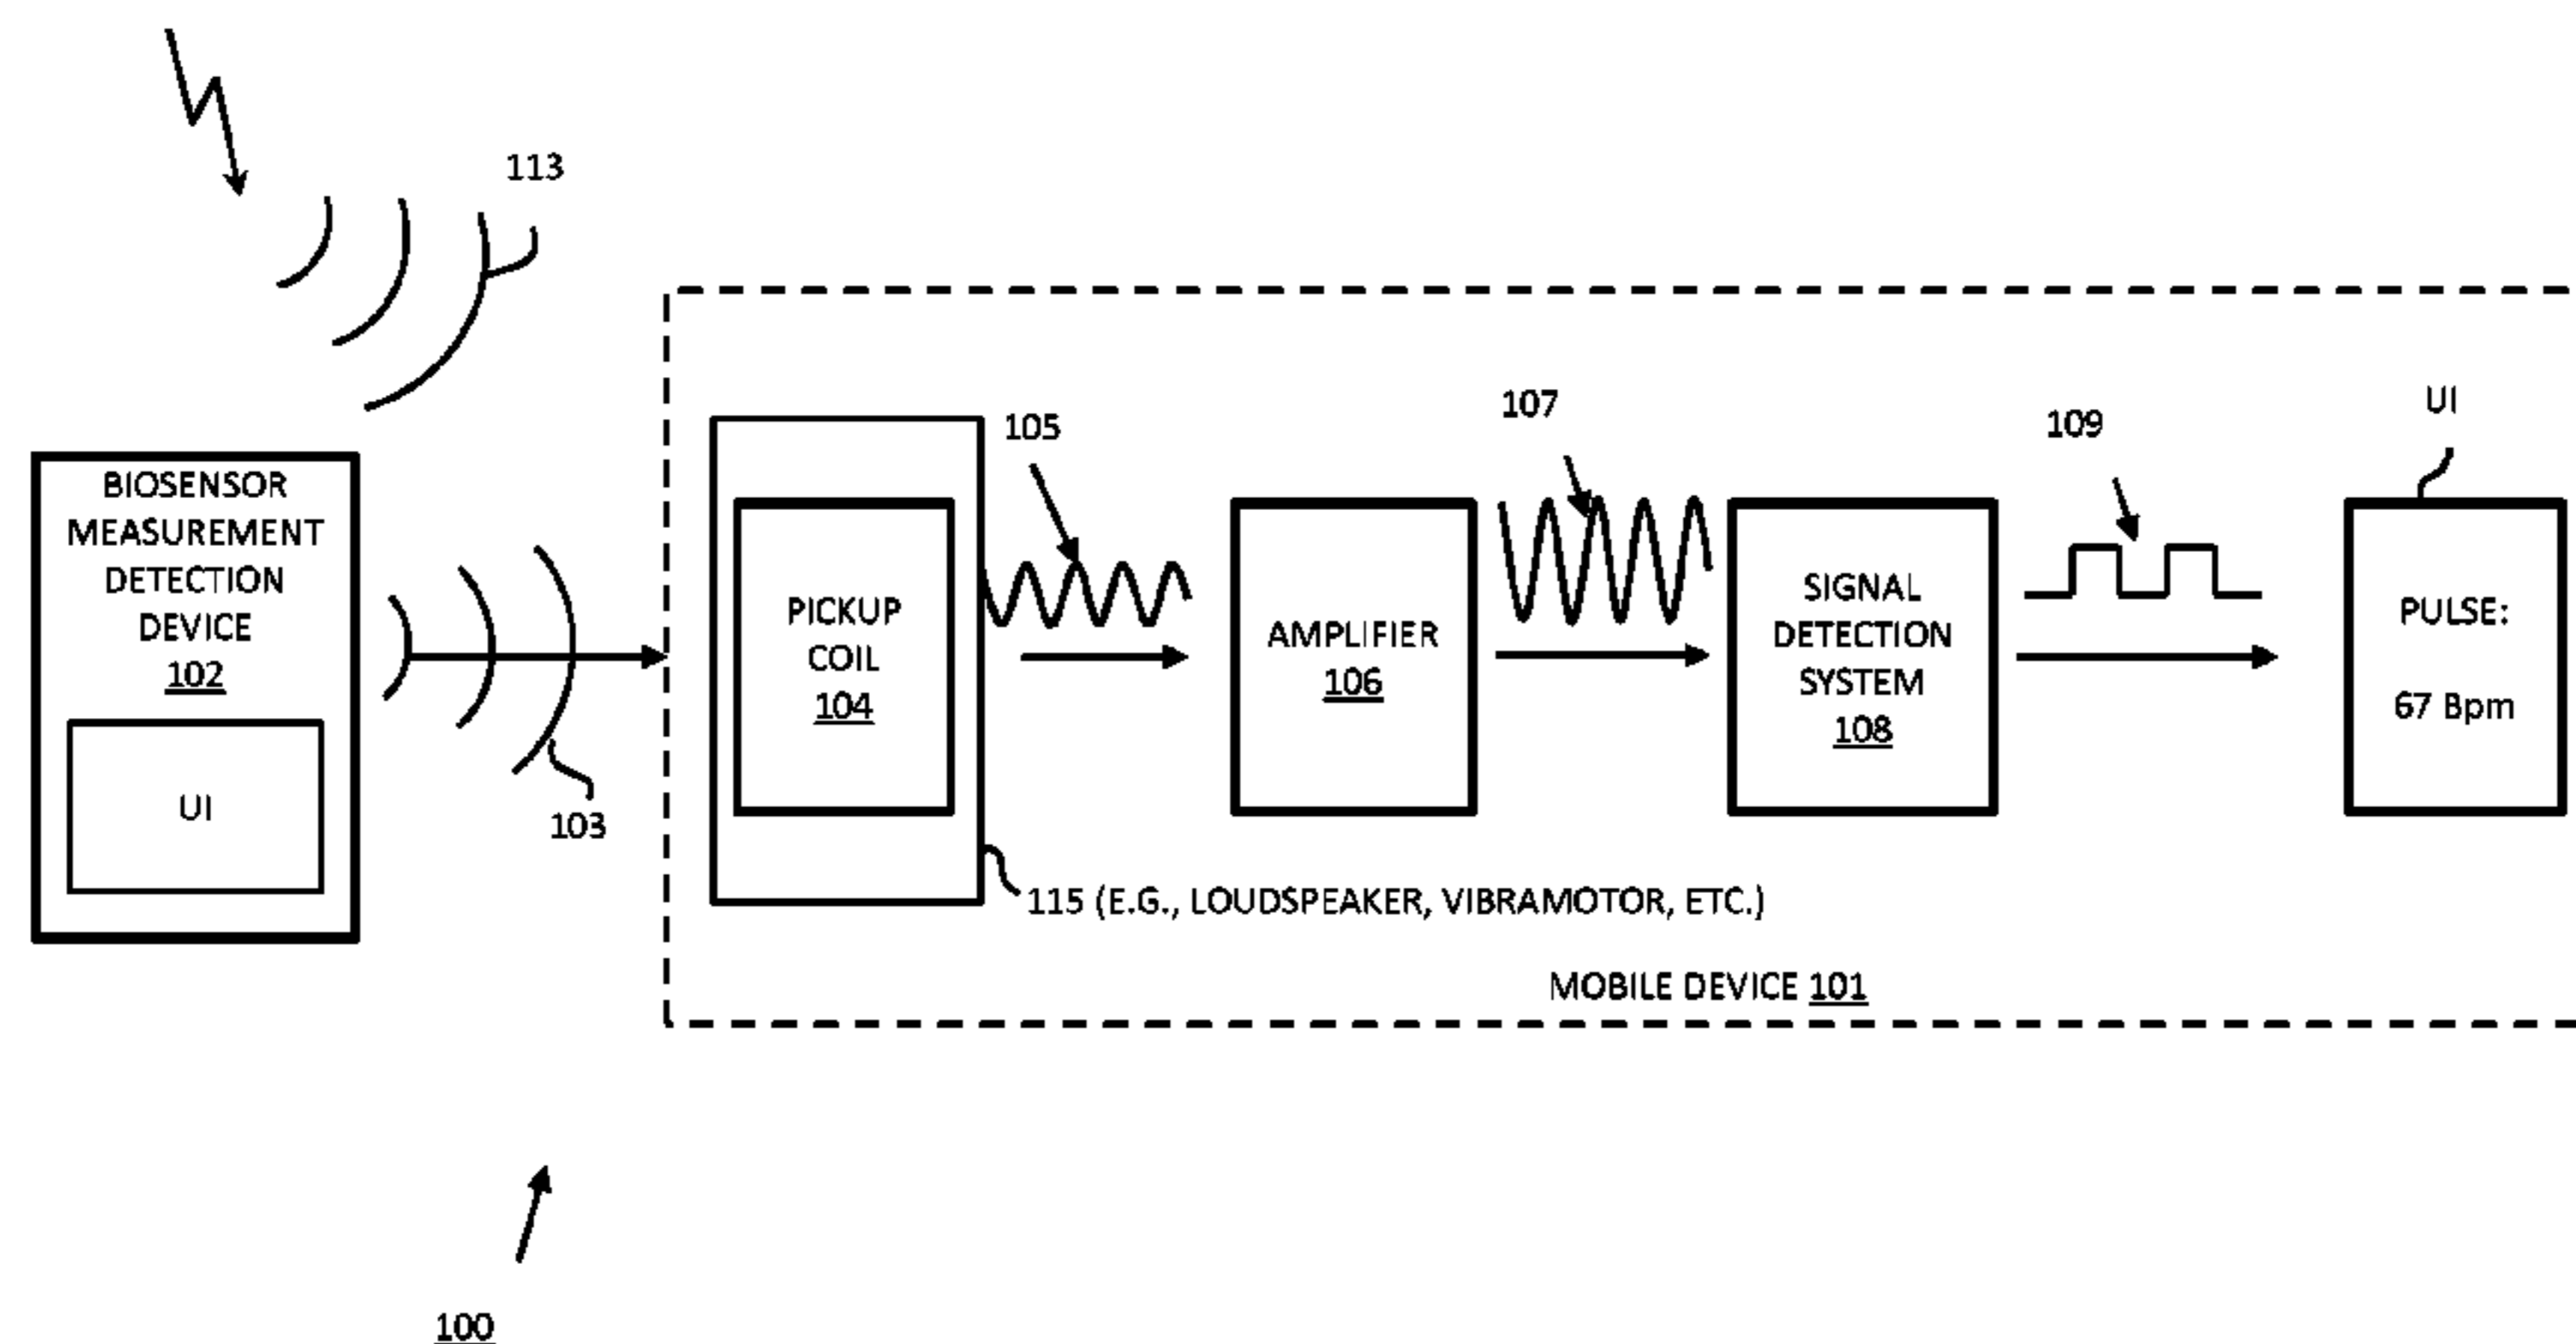 113
BIOSENSOR
MEASUREMENT
DETECTION
DEVICE
102
UI
103
PICKUP
COIL
104
105
AMPLIFIER
106
107
SIGNAL
DETECTION
SYSTEM
108
109
UI
PULSE:
67 Bpm
115 (E.G., LOUDSPEAKER, VIBRAMOTOR, ETC.)
MOBILE DEVICE 101
100